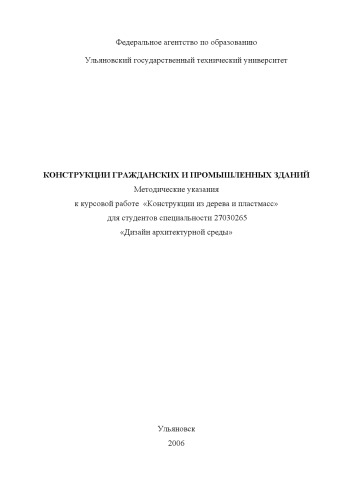 Федеральное агентство по образованию
Ульяновский государственный технический университет
КОНСТРУКЦИИ ГРАЖДАНСКИХ И ПРОМЫШЛЕННЫХ ЗДАНИЙ
Методические указания
к курсовой работе «Конструкции из дерева и пластмасс»
для студентов специальности 27030265
«Дизайн архитектурной среды»
Ульяновск
2006